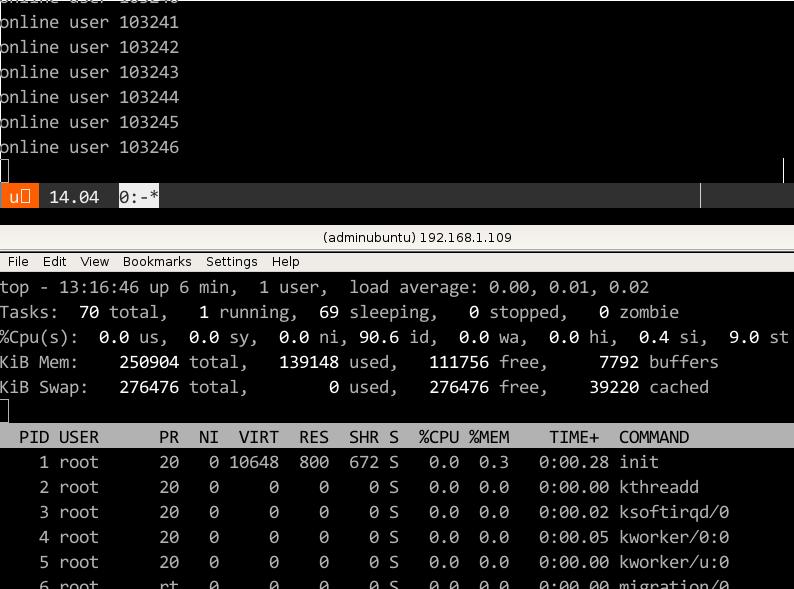 online user 103241
online user 103242
online user 103243
online user 103244
online user 103245
online user 103246
u 14.04 0:-*
(adminubuntu) 192.168.1.109
File Edit View Bookmarks Settings Help
top - 13:16:46 up 6 min, 1 user, load average: 0.00, 0.01, 0.02
Tasks: 70 total, 1 running, 69 sleeping, 0 stopped, 0 zombie
%Cpu(s): 0.0 us, 0.0 sy, 0.0 ni, 90.6 id, 0.0 wa, 0.0 hi, 0.4 si, 9.0 st
KiB Mem: 250904 total, 139148 used, 111756 free, 7792 buffers
KiB Swap: 276476 total, 0 used, 276476 free, 39220 cached
PID USER PR NI VIRT RES SHR S %CPU %MEM TIME+ COMMAND
1 root 20 0 10648 800 672 S 0.0 0.3 0:00.28 init
2 root 20 0 0 0 0 S 0.0 0.0 0:00.00 kthreadd
3 root 20 0 0 0 0 S 0.0 0.0 0:00.02 ksoftirqd/0
4 root 20 0 0 0 0 S 0.0 0.0 0:00.05 kworker/0:0
5 root 20 0 0 0 0 S 0.0 0.0 0:00.00 kworker/u:0
6 root rt 0 0 0 0 S 0.0 0.0 0:00.00 migration/0